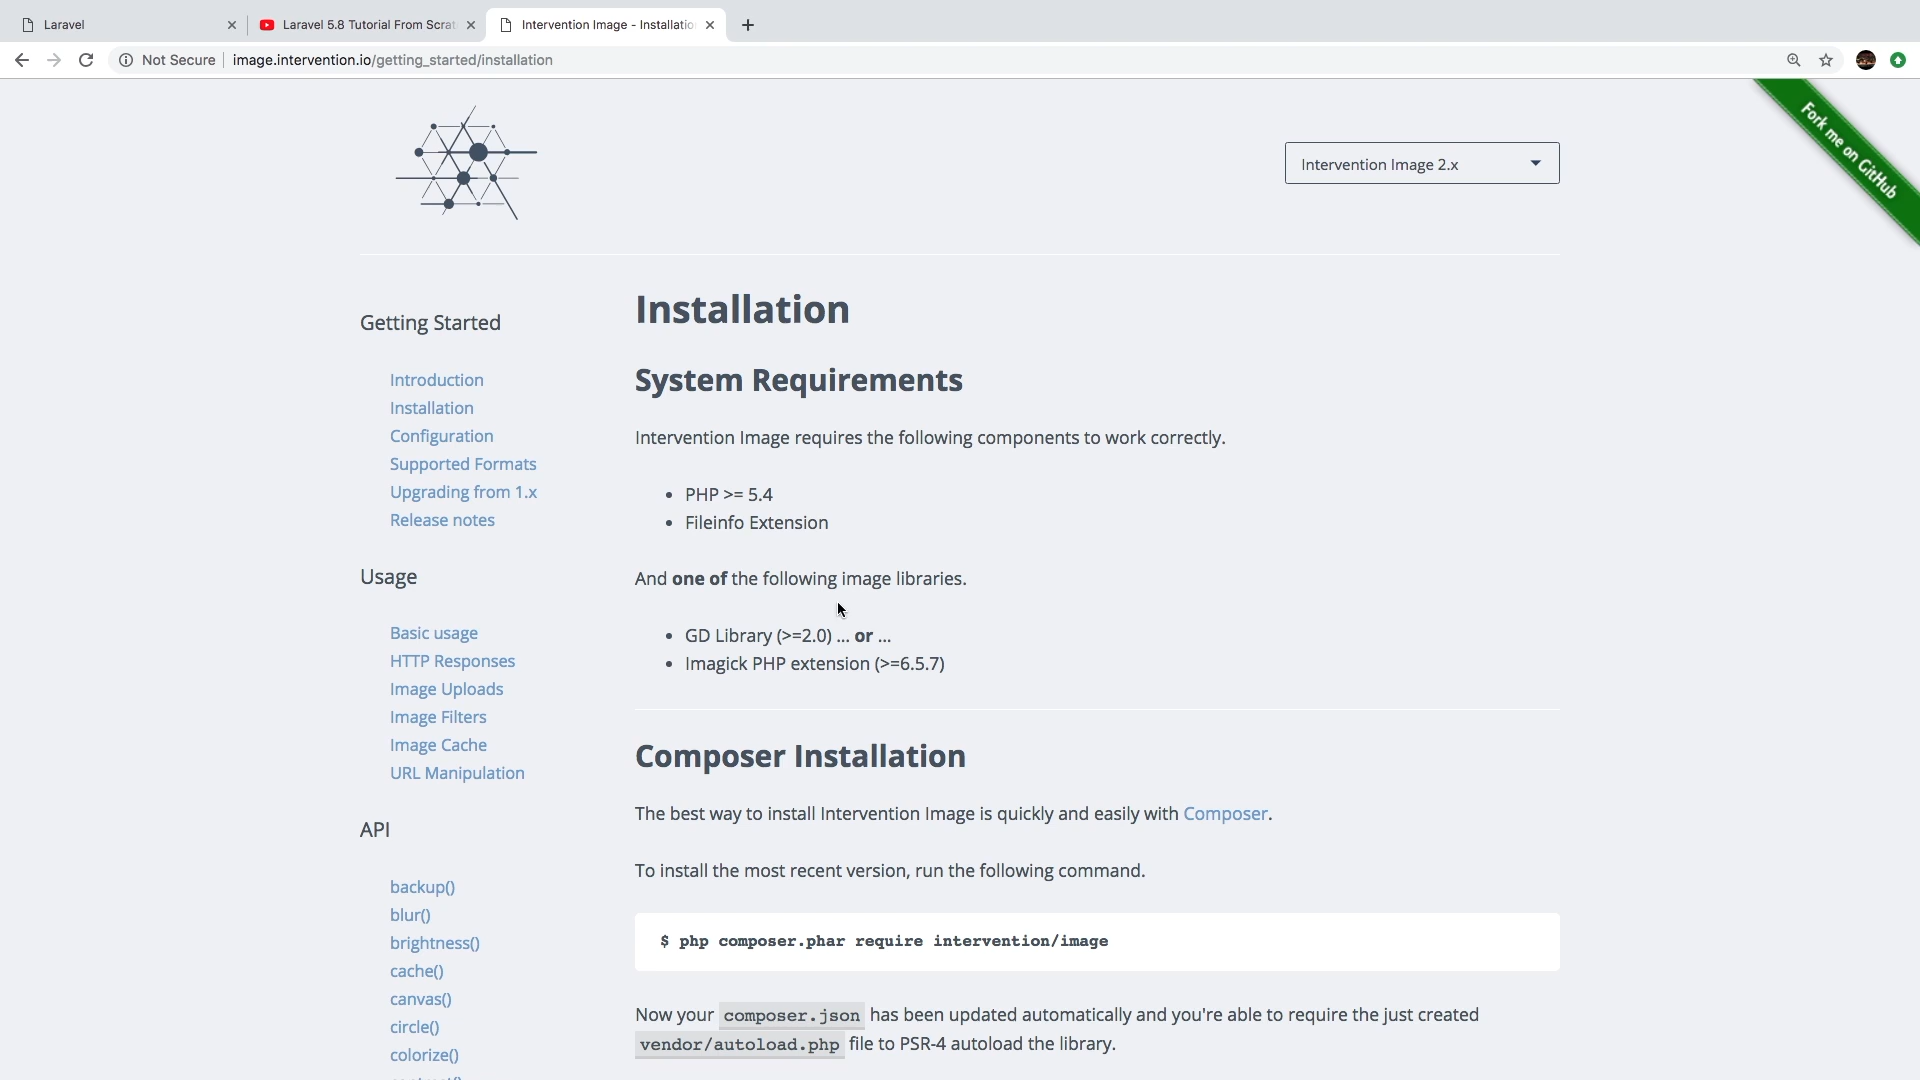 Laravel
Laravel 5.8 Tutorial From Scrat
Intervention Image - Installatio
Not Secure
image.intervention.io/getting_started/installation
Fork me on GitHub
Intervention Image 2.x
Getting Started
Introduction
Installation
Configuration
Supported Formats
Upgrading from 1.x
Release notes
Usage
Basic usage
HTTP Responses
Image Uploads
Image Filters
Image Cache
URL Manipulation
API
backup()
blur()
brightness()
cache()
canvas()
circle()
colorize()
Installation
System Requirements
Intervention Image requires the following components to work correctly.
PHP >= 5.4
Fileinfo Extension
And one of the following image libraries.
GD Library (>=2.0) ... or ...
Imagick PHP extension (>=6.5.7)
Composer Installation
The best way to install Intervention Image is quickly and easily with Composer.
To install the most recent version, run the following command.
$ php composer.phar require intervention/image
Now your composer.json has been updated automatically and you're able to require the just created
vendor/autoload.php file to PSR-4 autoload the library.